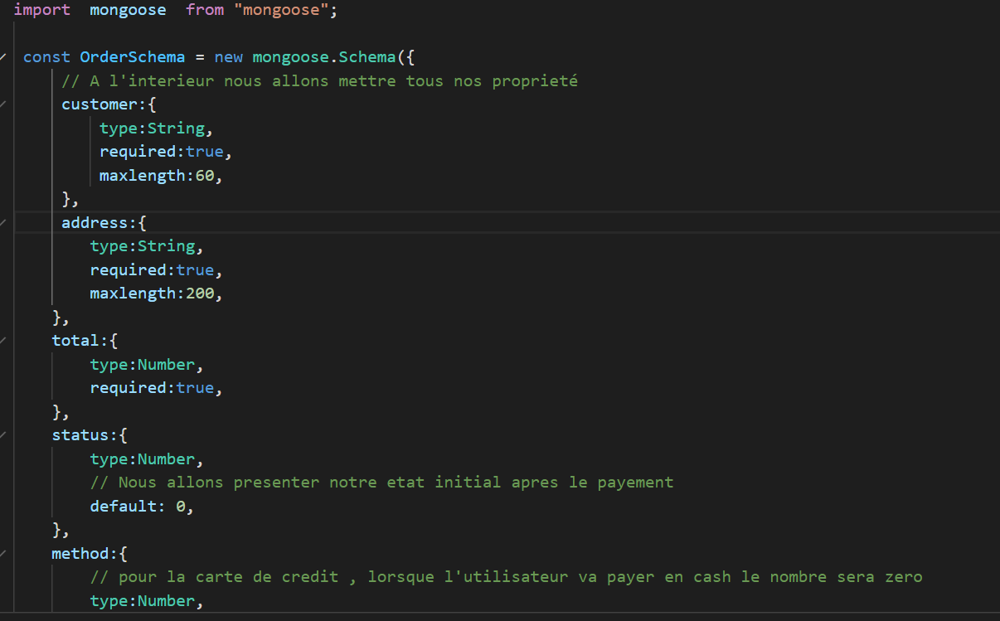 import  mongoose  from "mongoose";
const OrderSchema = new mongoose.Schema({
// A l'interieur nous allons mettre tous nos proprieté
customer:{
type:String,
required:true,
maxlength:60,
},
address:{
type:String,
required:true,
maxlength:200,
},
total:{
type:Number,
required:true,
},
status:{
type:Number,
// Nous allons presenter notre etat initial apres le payement
default: 0,
},
method:{
// pour la carte de credit , lorsque l'utilisateur va payer en cash le nombre sera zero
type:Number,